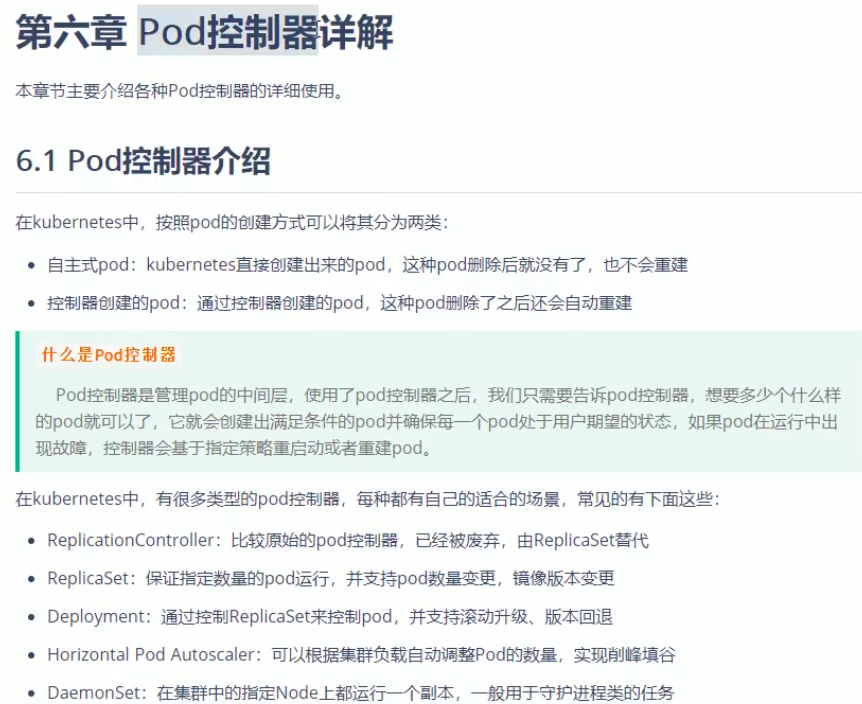 第六章 Pod控制器详解
本章节主要介绍各种Pod控制器的详细使用。
6.1 Pod控制器介绍
在kubernetes中，按照pod的创建方式可以将其分为两类：
自主式pod：kubernetes直接创建出来的pod，这种pod删除后就没有了，也不会重建
控制器创建的pod：通过控制器创建的pod，这种pod删除了之后还会自动重建
什么是Pod控制器
Pod控制器是管理pod的中间层，使用了pod控制器之后，我们只需要告诉pod控制器，想要多少个什么样
的pod就可以了，它就会创建出满足条件的pod并确保每一个pod处于用户期望的状态，如果pod在运行中出
现故障，控制器会基于指定策略重启动或者重建pod。
在kubernetes中，有很多类型的pod控制器，每种都有自己的适合的场景，常见的有下面这些：
ReplicationController：比较原始的pod控制器，已经被废弃，由ReplicaSet替代
ReplicaSet：保证指定数量的pod运行，并支持pod数量变更，镜像版本变更
Deployment：通过控制ReplicaSet来控制pod，并支持滚动升级、版本回退
Horizontal Pod Autoscaler：可以根据集群负载自动调整Pod的数量，实现削峰填谷
DaemonSet：在集群中的指定Node上都运行一个副本，一般用于守护进程类的任务